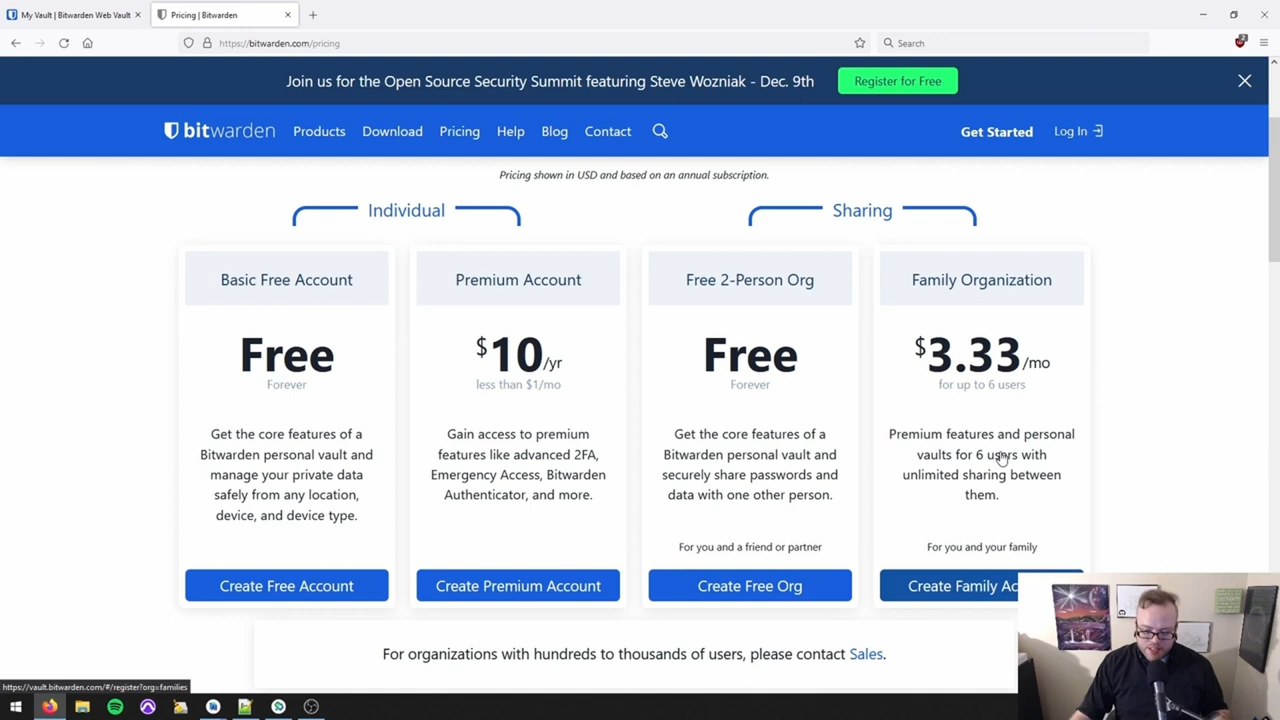 My Vault | Bitwarden Web Vault
Pricing | Bitwarden
https://bitwarden.com/pricing
Search
Join us for the Open Source Security Summit featuring Steve Wozniak - Dec. 9th
Register for Free
bitwarden
Products
Download
Pricing
Help
Blog
Contact
Get Started
Log In
Pricing shown in USD and based on an annual subscription.
Individual
Sharing
Basic Free Account
Free
Forever
Get the core features of a
Bitwarden personal vault and
manage your private data
safely from any location,
device, and device type.
Create Free Account
Premium Account
$10/yr
less than $1/mo
Gain access to premium
features like advanced 2FA,
Emergency Access, Bitwarden
Authenticator, and more.
Create Premium Account
Free 2-Person Org
Free
Forever
Get the core features of a
Bitwarden personal vault and
securely share passwords and
data with one other person.
For you and a friend or partner
Create Free Org
Family Organization
$3.33/mo
for up to 6 users
Premium features and personal
vaults for 6 users with
unlimited sharing between
them.
For you and your family
Create Family Ac
For organizations with hundreds to thousands of users, please contact Sales.
https://vault.bitwarden.com/#/register?org=families